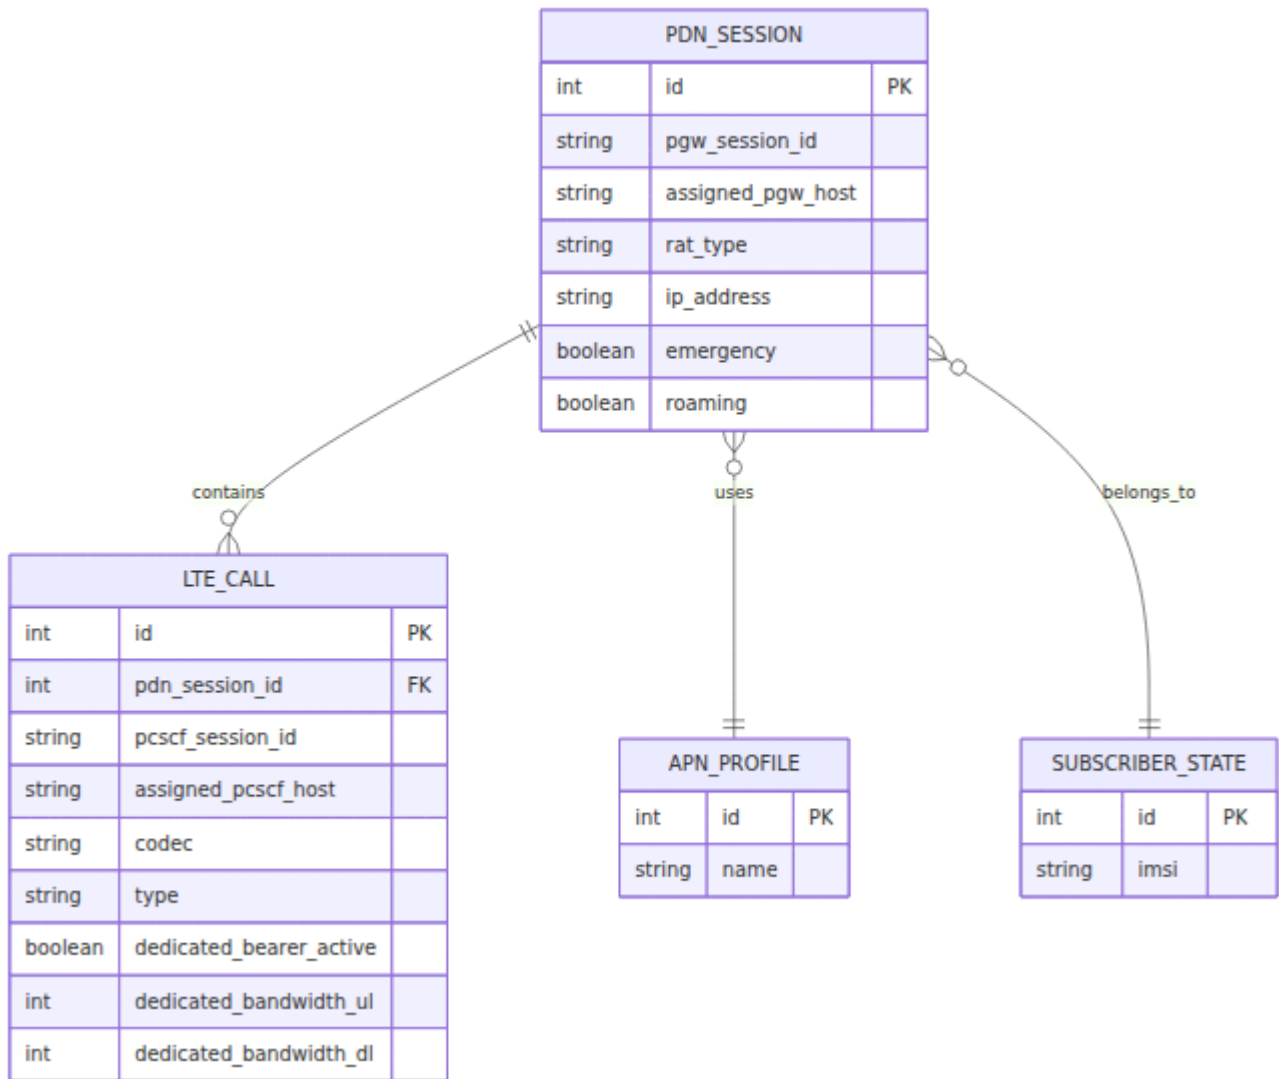 PDN_SESSION
int id PK
string pgw_session_id
string assigned_pgw_host
string rat_type
string ip_address
boolean emergency
boolean roaming
contains
uses
belongs_to
LTE_CALL
int id PK
int pdn_session_id FK
string pcscf_session_id
string assigned_pcscf_host
string codec
string type
boolean dedicated_bearer_active
int dedicated_bandwidth_ul
int dedicated_bandwidth_dl
APN_PROFILE
int id PK
string name
SUBSCRIBER_STATE
int id PK
string imsi